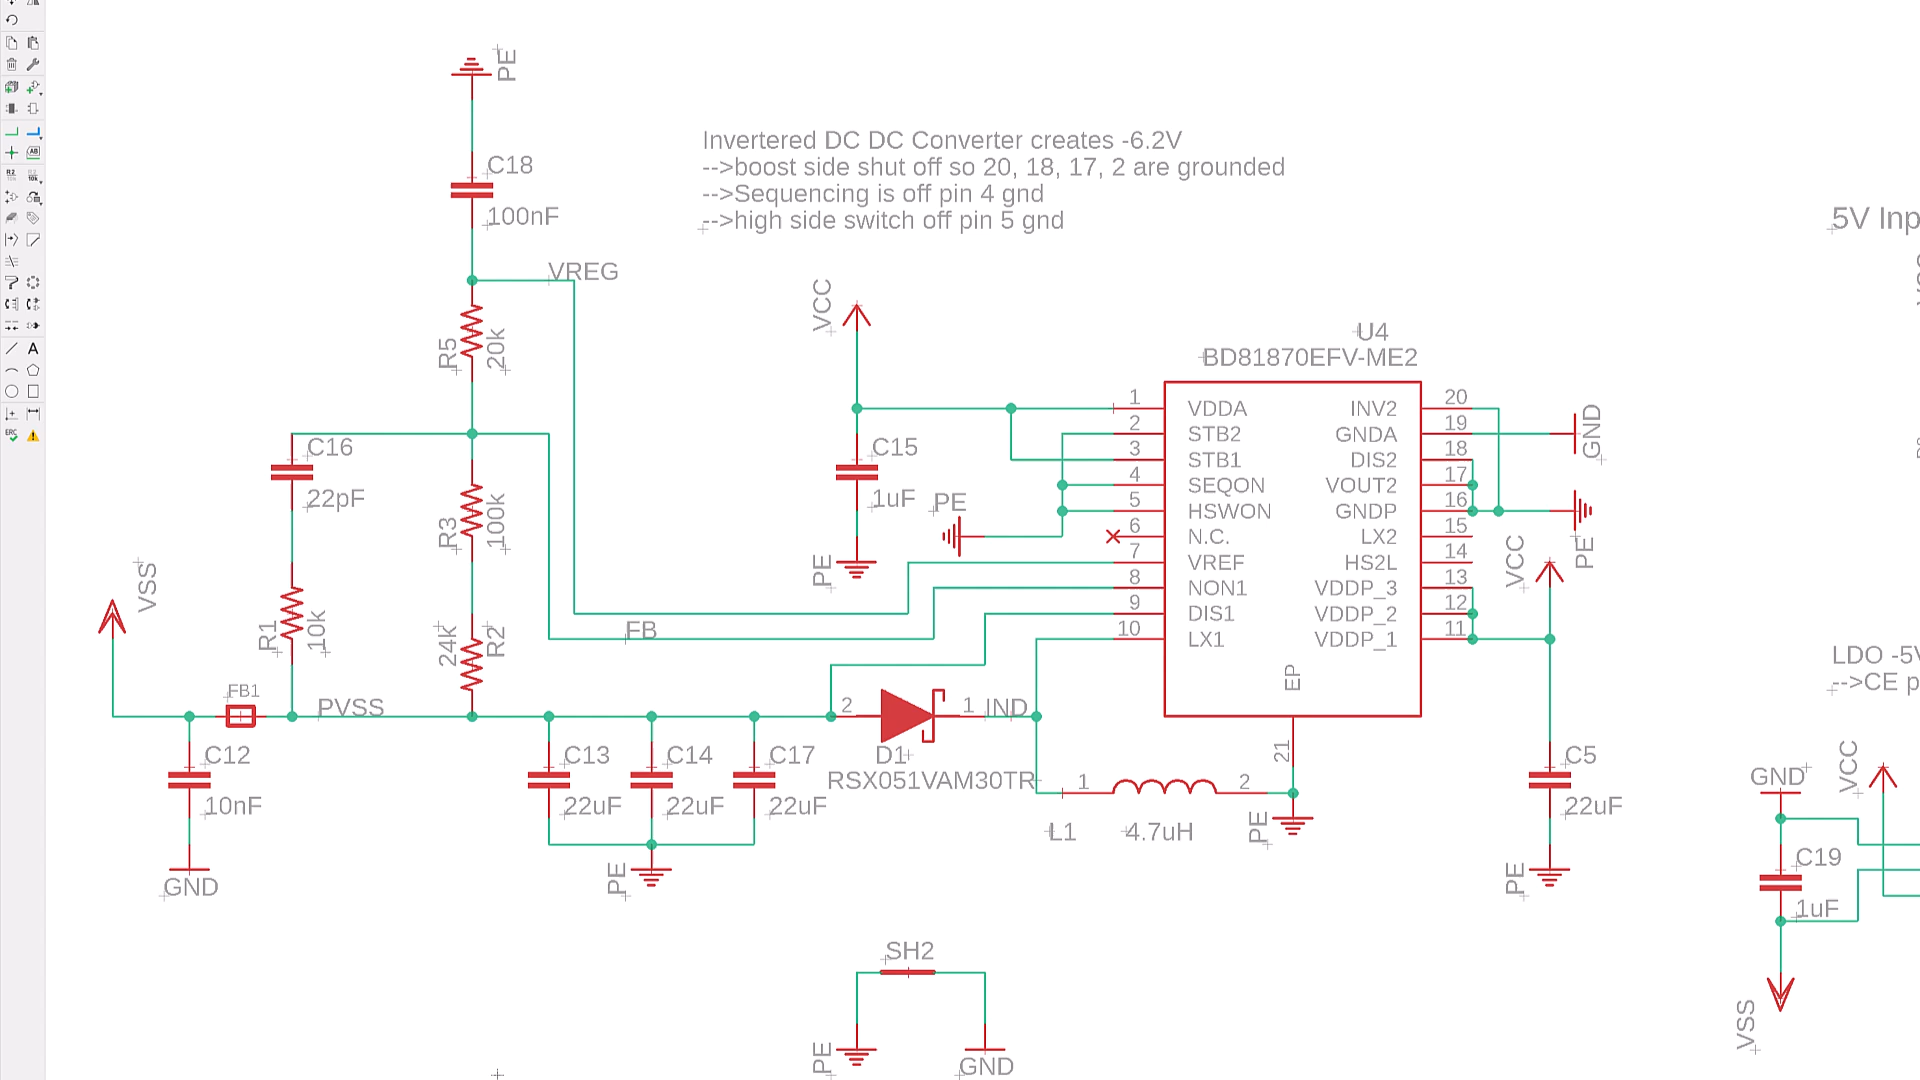 PE
C18
100nF
Invertered DC DC Converter creates -6.2V
-->boost side shut off so 20, 18, 17, 2 are grounded
-->Sequencing is off pin 4 gnd
-->high side switch off pin 5 gnd
5V Inp
VREG
VCC
R5
20k
U4
BD81870EFV-ME2
C16
22pF
R3
100k
C15
1uF
PE
PE
1 VDDA
2 STB2
3 STB1
4 SEQON
5 HSWON
6 N.C.
7 VREF
8 NON1
9 DIS1
10 LX1
INV2 20
GNDA 19
DIS2 18
VOUT2 17
GNDP 16
LX2 15
HS2L 14
VDDP_3 13
VDDP_2 12
VDDP_1 11
EP
21
GND
PE
VCC
VSS
R1
10k
24k
R2
FB
FB1
PVSS
2
1
IND
D1
RSX051VAM30TR
C12
10nF
GND
C13
22uF
C14
22uF
C17
22uF
PE
1
2
L1
4.7uH
PE
C5
22uF
PE
LDO -5V
-->CE p
GND
VCC
C19
1uF
VSS
SH2
PE
GND